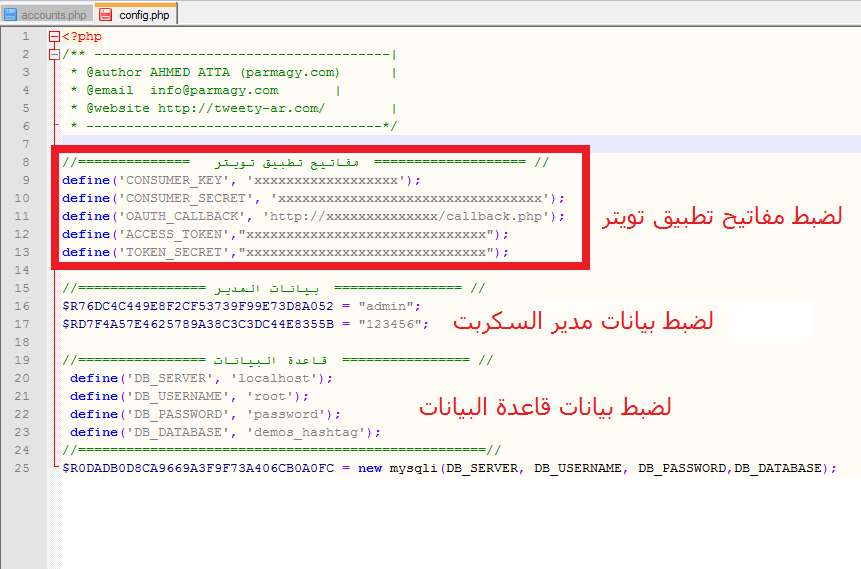 accounts.php config.php
1 <?php
2 /** -------------------------------------|
3 * @author AHMED ATTA (parmagy.com) |
4 * @email info@parmagy.com |
5 * @website http://tweety-ar.com/ |
6 * -------------------------------------*/
7
8 //============== مفاتيح تطبيق تويتر =================== //
9 define('CONSUMER_KEY', 'xxxxxxxxxxxxxxxxxx');
10 define('CONSUMER_SECRET', 'xxxxxxxxxxxxxxxxxxxxxxxxxxxxxxxxx');
11 define('OAUTH_CALLBACK', 'http://xxxxxxxxxxxxxx/callback.php');
12 define('ACCESS_TOKEN',"xxxxxxxxxxxxxxxxxxxxxxxxxxxxxx");
13 define('TOKEN_SECRET',"xxxxxxxxxxxxxxxxxxxxxxxxxxxxxx");
لضبط مفاتيح تطبيق تويتر
14
15 //================ بيانات المدير ================ //
16 $R76DC4C449E8F2CF53739F99E73D8A052 = "admin";
17 $RD7F4A57E4625789A38C3C3DC44E8355B = "123456";
لضبط بيانات مدير السكربت
18
19 //================ قاعدة البيانات ================ //
20 define('DB_SERVER', 'localhost');
21 define('DB_USERNAME', 'root');
22 define('DB_PASSWORD', 'password');
23 define('DB_DATABASE', 'demos_hashtag');
لضبط بيانات قاعدة البيانات
24 //===================================================//
25 $R0DADB0D8CA9669A3F9F73A406CB0A0FC = new mysqli(DB_SERVER, DB_USERNAME, DB_PASSWORD,DB_DATABASE);